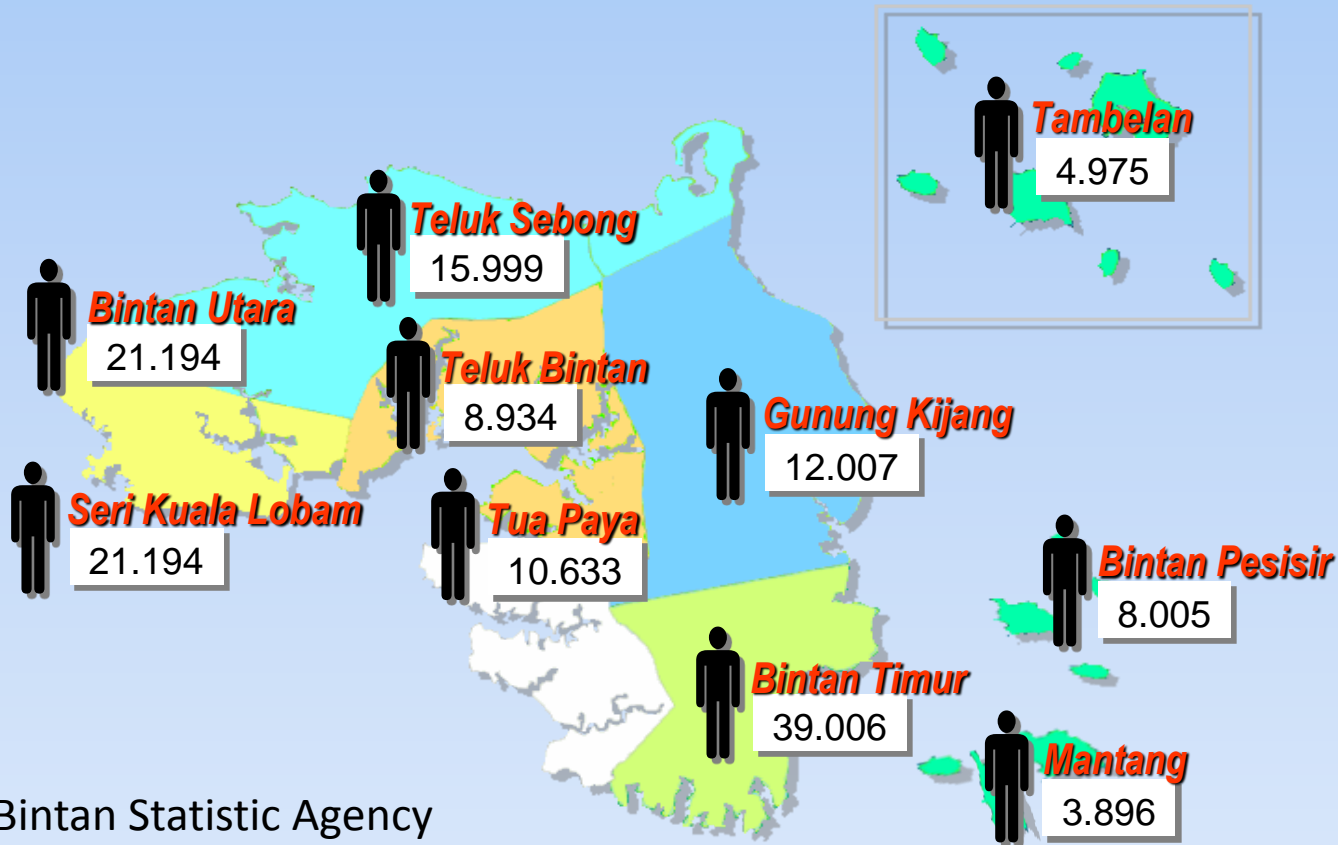 Tambelan
4.975
Teluk Sebong
15.999
Bintan Utara
21.194
Teluk Bintan
8.934
Gunung Kijang
12.007
Seri Kuala Lobam
21.194
Tua Paya
10.633
Bintan Pesisir
8.005
Bintan Timur
39.006
Mantang
3.896
Bintan Statistic Agency